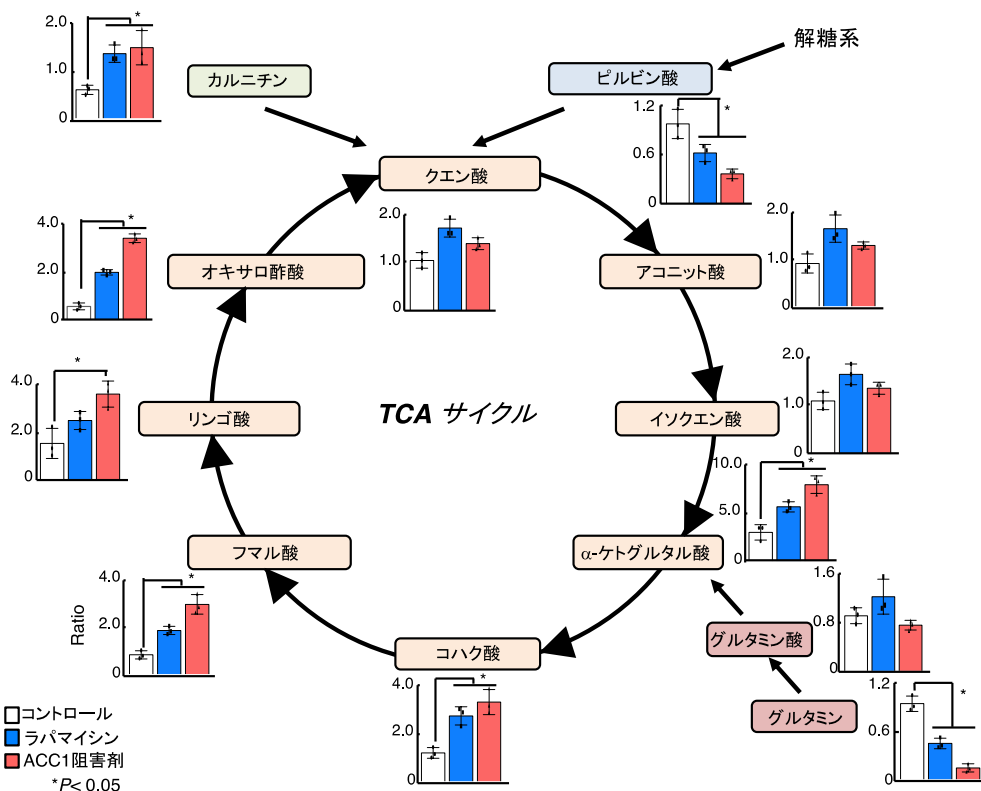 2.0
*
1.0
0
カルニチン
解糖系
ピルビン酸
1.2
*
0.6
0
クエン酸
4.0
*
2.0
0
オキサロ酢酸
2.0
1.0
0
アコニット酸
2.0
1.0
0
4.0
*
2.0
0
リンゴ酸
TCA サイクル
イソクエン酸
2.0
1.0
0
10.0
*
5.0
0
フマル酸
α-ケトグルタル酸
Ratio
4.0
*
2.0
0
1.6
0.8
0
グルタミン酸
コハク酸
4.0
*
2.0
0
グルタミン
1.2
*
0.6
0
コントロール
ラパマイシン
ACC1阻害剤
*P< 0.05